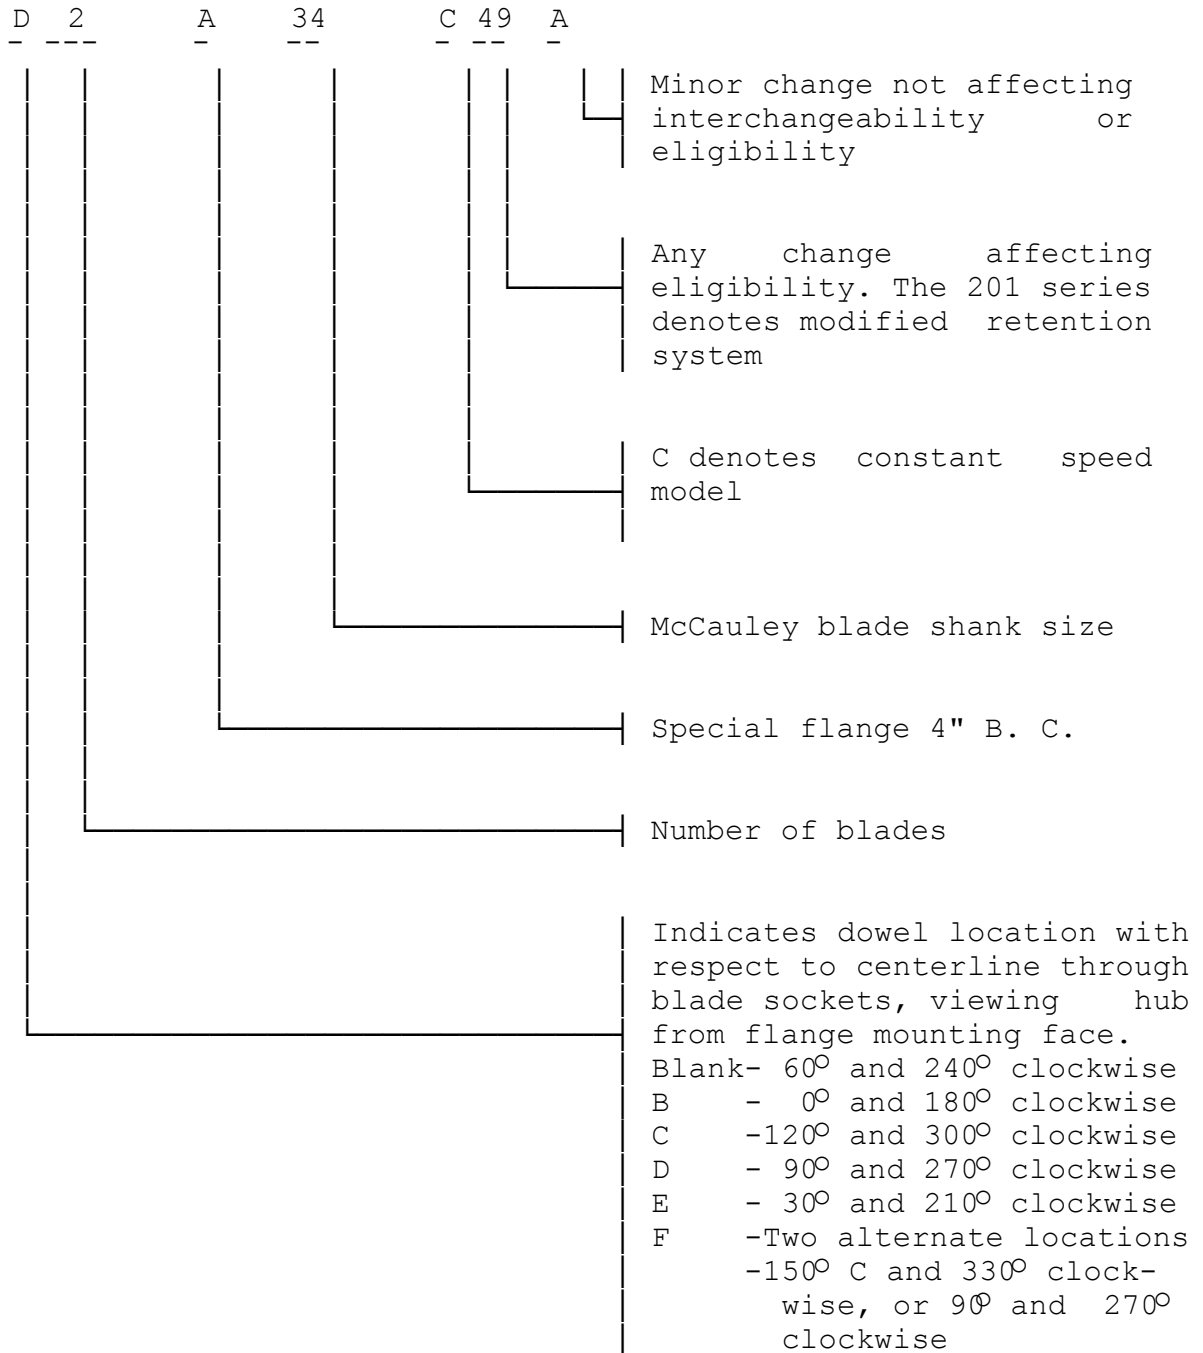 D 2 A 34 C 49 A
- --- - -- - -- -
Minor change not affecting
interchangeability or
eligibility
Any change affecting
eligibility. The 201 series
denotes modified retention
system
C denotes constant speed
model
McCauley blade shank size
Special flange 4" B. C.
Number of blades
Indicates dowel location with
respect to centerline through
blade sockets, viewing hub
from flange mounting face.
Blank- 60º and 240º clockwise
B - 0º and 180º clockwise
C -120º and 300º clockwise
D - 90º and 270º clockwise
E - 30º and 210º clockwise
F -Two alternate locations
-150º C and 330º clock-
wise, or 90º and 270º
clockwise